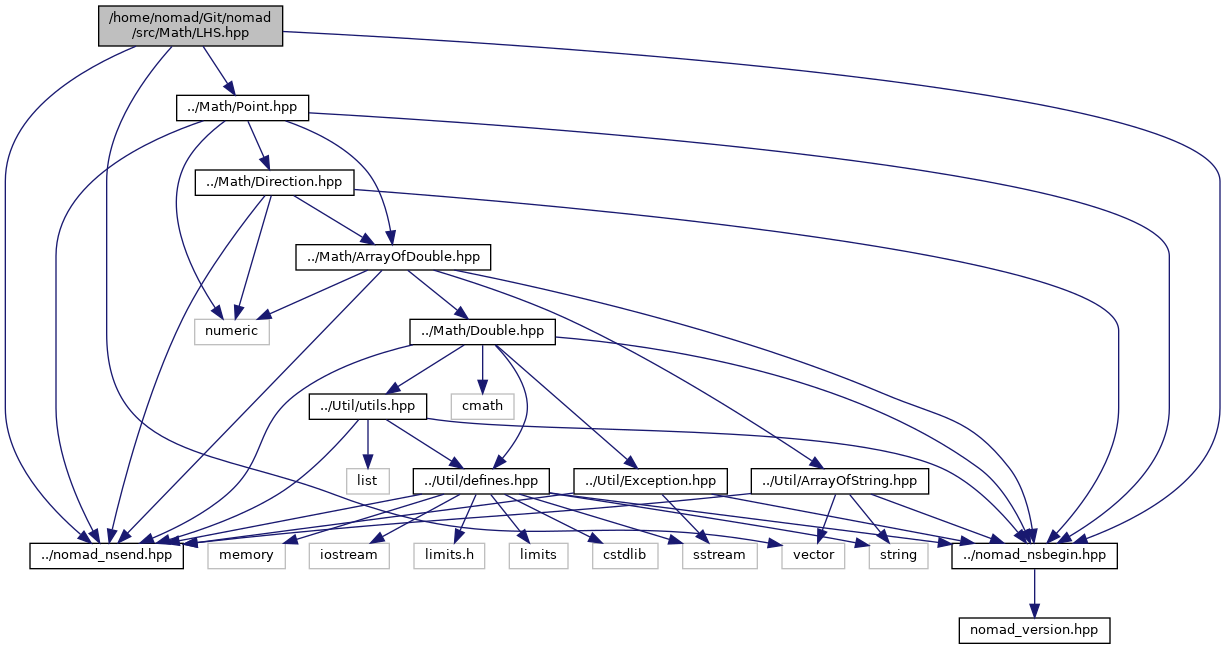 /home/nomad/Git/nomad
/src/Math/LHS.hpp
../Math/Point.hpp
../Math/Direction.hpp
../Math/ArrayOfDouble.hpp
numeric
../Math/Double.hpp
../Util/utils.hpp
cmath
list
../Util/defines.hpp
../Util/Exception.hpp
../Util/ArrayOfString.hpp
../nomad_nsend.hpp
memory
iostream
limits.h
limits
cstdlib
sstream
vector
string
../nomad_nsbegin.hpp
nomad_version.hpp